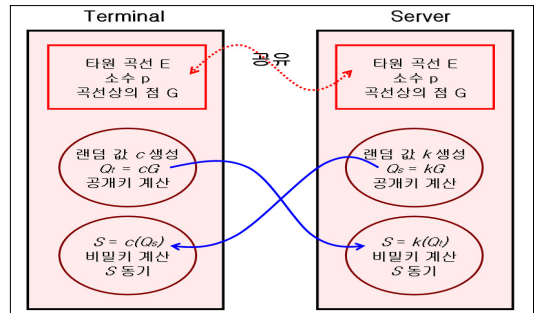 Terminal
Server
공유
타원 곡선 E
소수 p
곡선상의 점 G
타원 곡선 E
소수 p
곡선상의 점 G
랜덤 값 c 생성
Qt = cG
공개키 계산
랜덤 값 k 생성
Qs = kG
공개키 계산
S = c(Qs)
비밀키 계산
S 동기
S = k(Qt)
비밀키 계산
S 동기